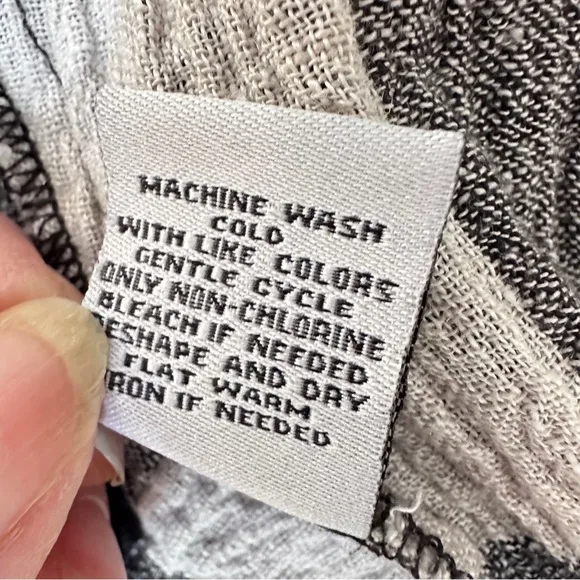 MACHINE WASH
COLD
WITH LIKE COLORS
GENTLE CYCLE
ONLY NON-CHLORINE
BLEACH IF NEEDED
RESHAPE AND DRY
FLAT WARM
IRON IF NEEDED